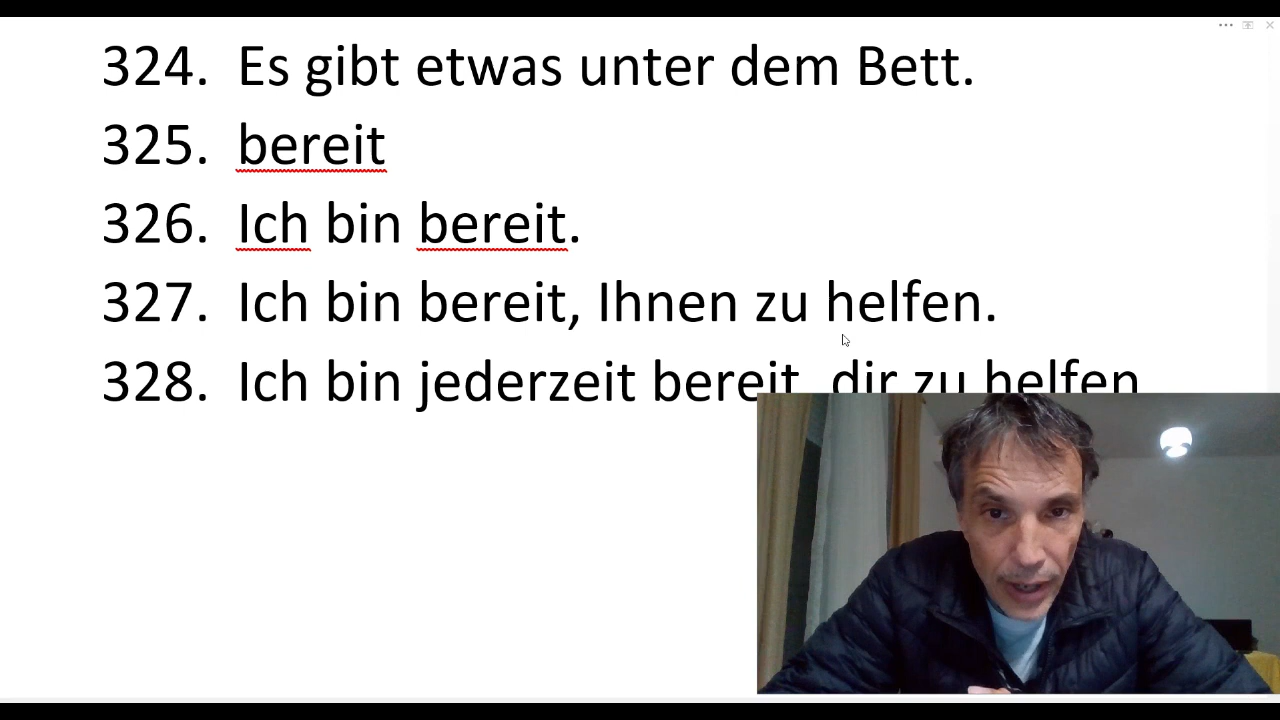 324. Es gibt etwas unter dem Bett.
325. bereit
326. Ich bin bereit.
327. Ich bin bereit, Ihnen zu helfen.
328. Ich bin jederzeit bereit, dir zu helfen